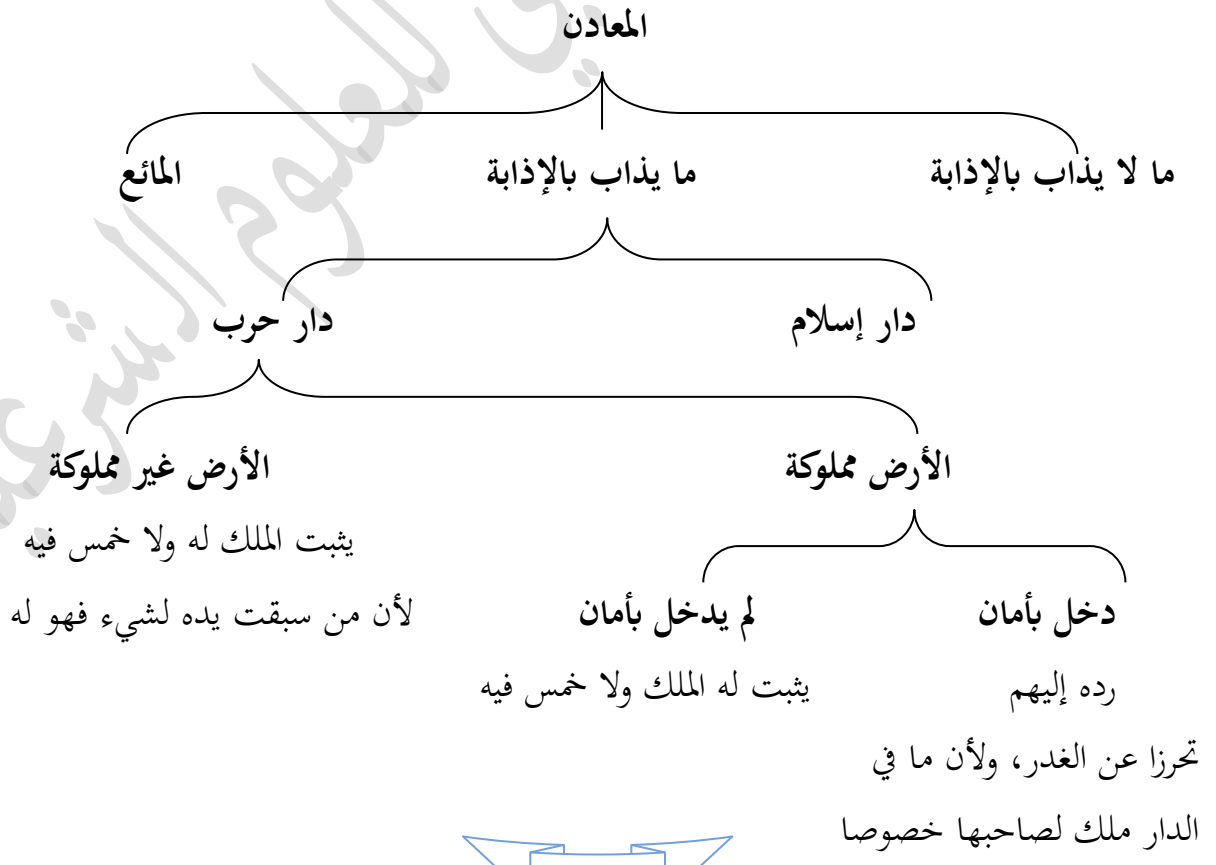 المعادن
ما لا يذاب بالإذابة
ما يذاب بالإذابة
المائع
دار إسلام
دار حرب
الأرض مملوكة
الأرض غير مملوكة
يثبت الملك له ولا خمس فيه
لأن من سبقت يده لشيء فهو له
دخل بأمان
لم يدخل بأمان
رده إليهم
يثبت له الملك ولا خمس فيه
تحرزا عن الغدر، ولأن ما في
الدار ملك لصاحبها خصوصا
للعلوم الشرعية